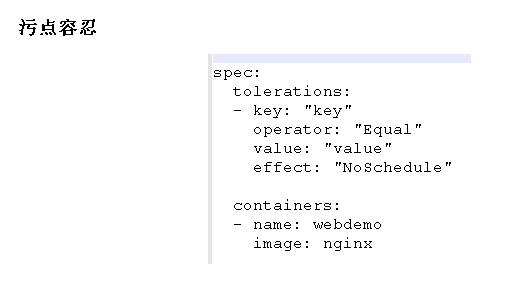 污点容忍
spec:
  tolerations:
  - key: "key"
    operator: "Equal"
    value: "value"
    effect: "NoSchedule"

  containers:
  - name: webdemo
    image: nginx